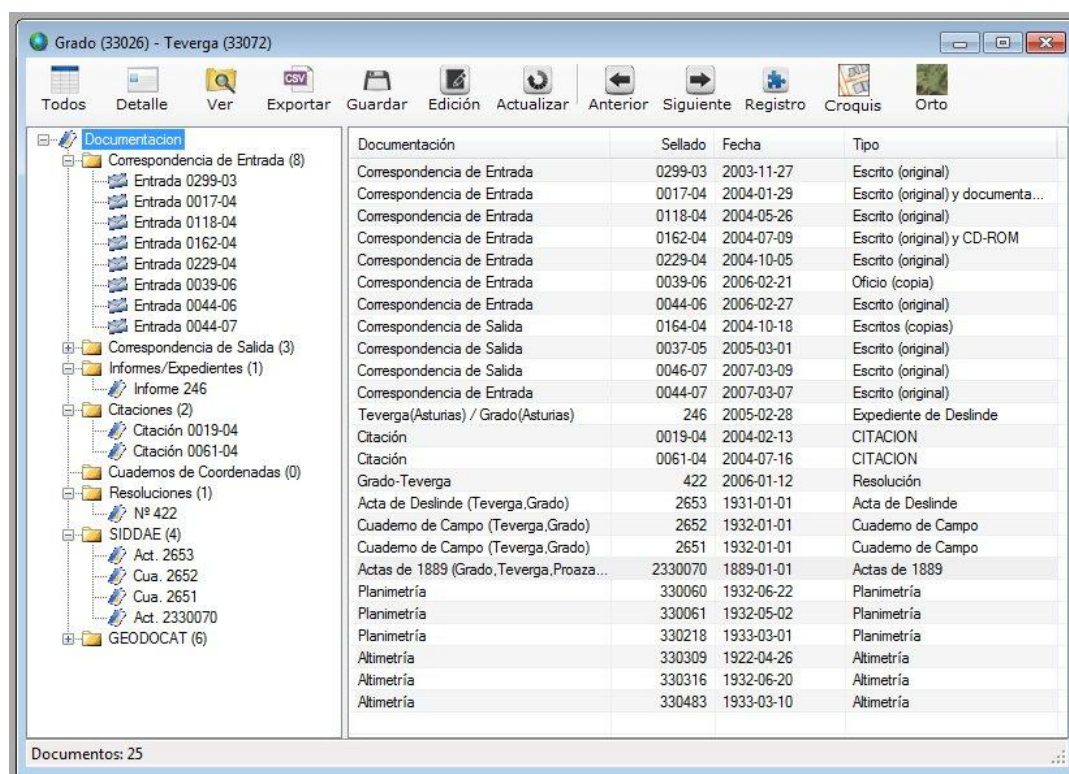 Grado (33026) - Teverga (33072)
Todos Detalle Ver Exportar Guardar Edición Actualizar Anterior Siguiente Registro Croquis Orto
CSV
Documentacion
Correspondencia de Entrada (8)
Entrada 0299-03
Entrada 0017-04
Entrada 0118-04
Entrada 0162-04
Entrada 0229-04
Entrada 0039-06
Entrada 0044-06
Entrada 0044-07
Correspondencia de Salida (3)
Informes/Expedientes (1)
Informe 246
Citaciones (2)
Citación 0019-04
Citación 0061-04
Cuadernos de Coordenadas (0)
Resoluciones (1)
Nº 422
SIDDAE (4)
Act. 2653
Cua. 2652
Cua. 2651
Act. 2330070
GEODOCAT (6)
Documentación Sellado Fecha Tipo
Correspondencia de Entrada 0299-03 2003-11-27 Escrito (original)
Correspondencia de Entrada 0017-04 2004-01-29 Escrito (original) y documenta...
Correspondencia de Entrada 0118-04 2004-05-26 Escrito (original)
Correspondencia de Entrada 0162-04 2004-07-09 Escrito (original) y CD-ROM
Correspondencia de Entrada 0229-04 2004-10-05 Escrito (original)
Correspondencia de Entrada 0039-06 2006-02-21 Oficio (copia)
Correspondencia de Entrada 0044-06 2006-02-27 Escrito (original)
Correspondencia de Salida 0164-04 2004-10-18 Escritos (copias)
Correspondencia de Salida 0037-05 2005-03-01 Escrito (original)
Correspondencia de Salida 0046-07 2007-03-09 Escrito (original)
Correspondencia de Entrada 0044-07 2007-03-07 Escrito (original)
Teverga(Asturias) / Grado(Asturias) 246 2005-02-28 Expediente de Deslinde
Citación 0019-04 2004-02-13 CITACION
Citación 0061-04 2004-07-16 CITACION
Grado-Teverga 422 2006-01-12 Resolución
Acta de Deslinde (Teverga,Grado) 2653 1931-01-01 Acta de Deslinde
Cuaderno de Campo (Teverga,Grado) 2652 1932-01-01 Cuaderno de Campo
Cuaderno de Campo (Teverga,Grado) 2651 1932-01-01 Cuaderno de Campo
Actas de 1889 (Grado,Teverga,Proaza... 2330070 1889-01-01 Actas de 1889
Planimetría 330060 1932-06-22 Planimetría
Planimetría 330061 1932-05-02 Planimetría
Planimetría 330218 1933-03-01 Planimetría
Altimetría 330309 1922-04-26 Altimetría
Altimetría 330316 1932-06-20 Altimetría
Altimetría 330483 1933-03-10 Altimetría
Documentos: 25